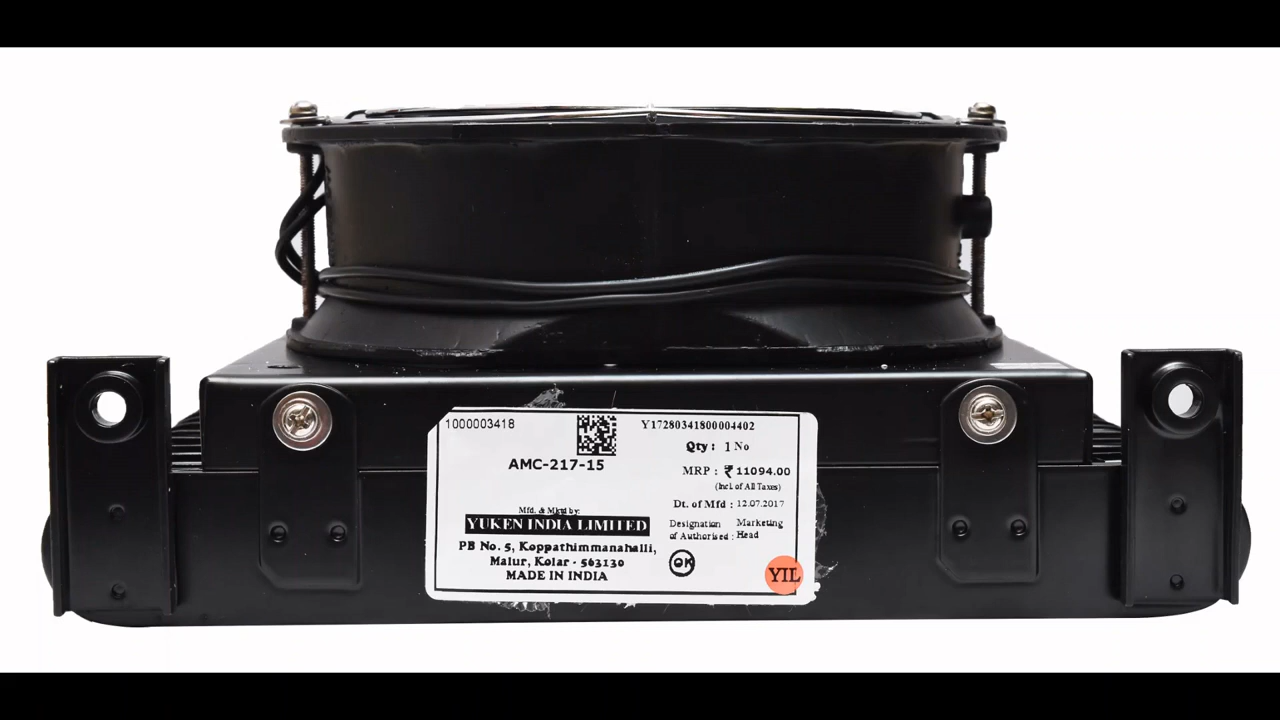 1000003418
Y17280341800004402
Qty : 1 No
AMC-217-15
MRP : ₹ 11094.00
(Incl. of All Taxes)
Dt. of Mfd : 12.07.2017
Mfd. & Mktd by:
YUKEN INDIA LIMITED
Designation of Authorised : Marketing Head
PB No. 5, Koppathimmanahalli,
Malur, Kolar - 563130
MADE IN INDIA
OK
YIL